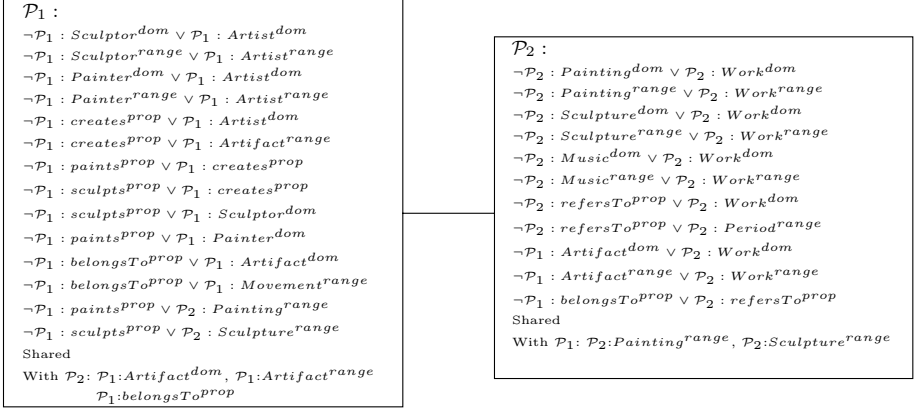 𝒫₁ :
¬𝒫₁ : Sculptor^dom ∨ 𝒫₁ : Artist^dom
¬𝒫₁ : Sculptor^range ∨ 𝒫₁ : Artist^range
¬𝒫₁ : Painter^dom ∨ 𝒫₁ : Artist^dom
¬𝒫₁ : Painter^range ∨ 𝒫₁ : Artist^range
¬𝒫₁ : creates^prop ∨ 𝒫₁ : Artist^dom
¬𝒫₁ : creates^prop ∨ 𝒫₁ : Artifact^range
¬𝒫₁ : paints^prop ∨ 𝒫₁ : creates^prop
¬𝒫₁ : sculpts^prop ∨ 𝒫₁ : creates^prop
¬𝒫₁ : sculpts^prop ∨ 𝒫₁ : Sculptor^dom
¬𝒫₁ : paints^prop ∨ 𝒫₁ : Painter^dom
¬𝒫₁ : belongsTo^prop ∨ 𝒫₁ : Artifact^dom
¬𝒫₁ : belongsTo^prop ∨ 𝒫₁ : Movement^range
¬𝒫₁ : paints^prop ∨ 𝒫₂ : Painting^range
¬𝒫₁ : sculpts^prop ∨ 𝒫₂ : Sculpture^range
Shared
With 𝒫₂: 𝒫₁:Artifact^dom, 𝒫₁:Artifact^range
𝒫₁:belongsTo^prop
𝒫₂ :
¬𝒫₂ : Painting^dom ∨ 𝒫₂ : Work^dom
¬𝒫₂ : Painting^range ∨ 𝒫₂ : Work^range
¬𝒫₂ : Sculpture^dom ∨ 𝒫₂ : Work^dom
¬𝒫₂ : Sculpture^range ∨ 𝒫₂ : Work^range
¬𝒫₂ : Music^dom ∨ 𝒫₂ : Work^dom
¬𝒫₂ : Music^range ∨ 𝒫₂ : Work^range
¬𝒫₂ : refersTo^prop ∨ 𝒫₂ : Work^dom
¬𝒫₂ : refersTo^prop ∨ 𝒫₂ : Period^range
¬𝒫₁ : Artifact^dom ∨ 𝒫₂ : Work^dom
¬𝒫₁ : Artifact^range ∨ 𝒫₂ : Work^range
¬𝒫₁ : belongsTo^prop ∨ 𝒫₂ : refersTo^prop
Shared
With 𝒫₁: 𝒫₂:Painting^range, 𝒫₂:Sculpture^range